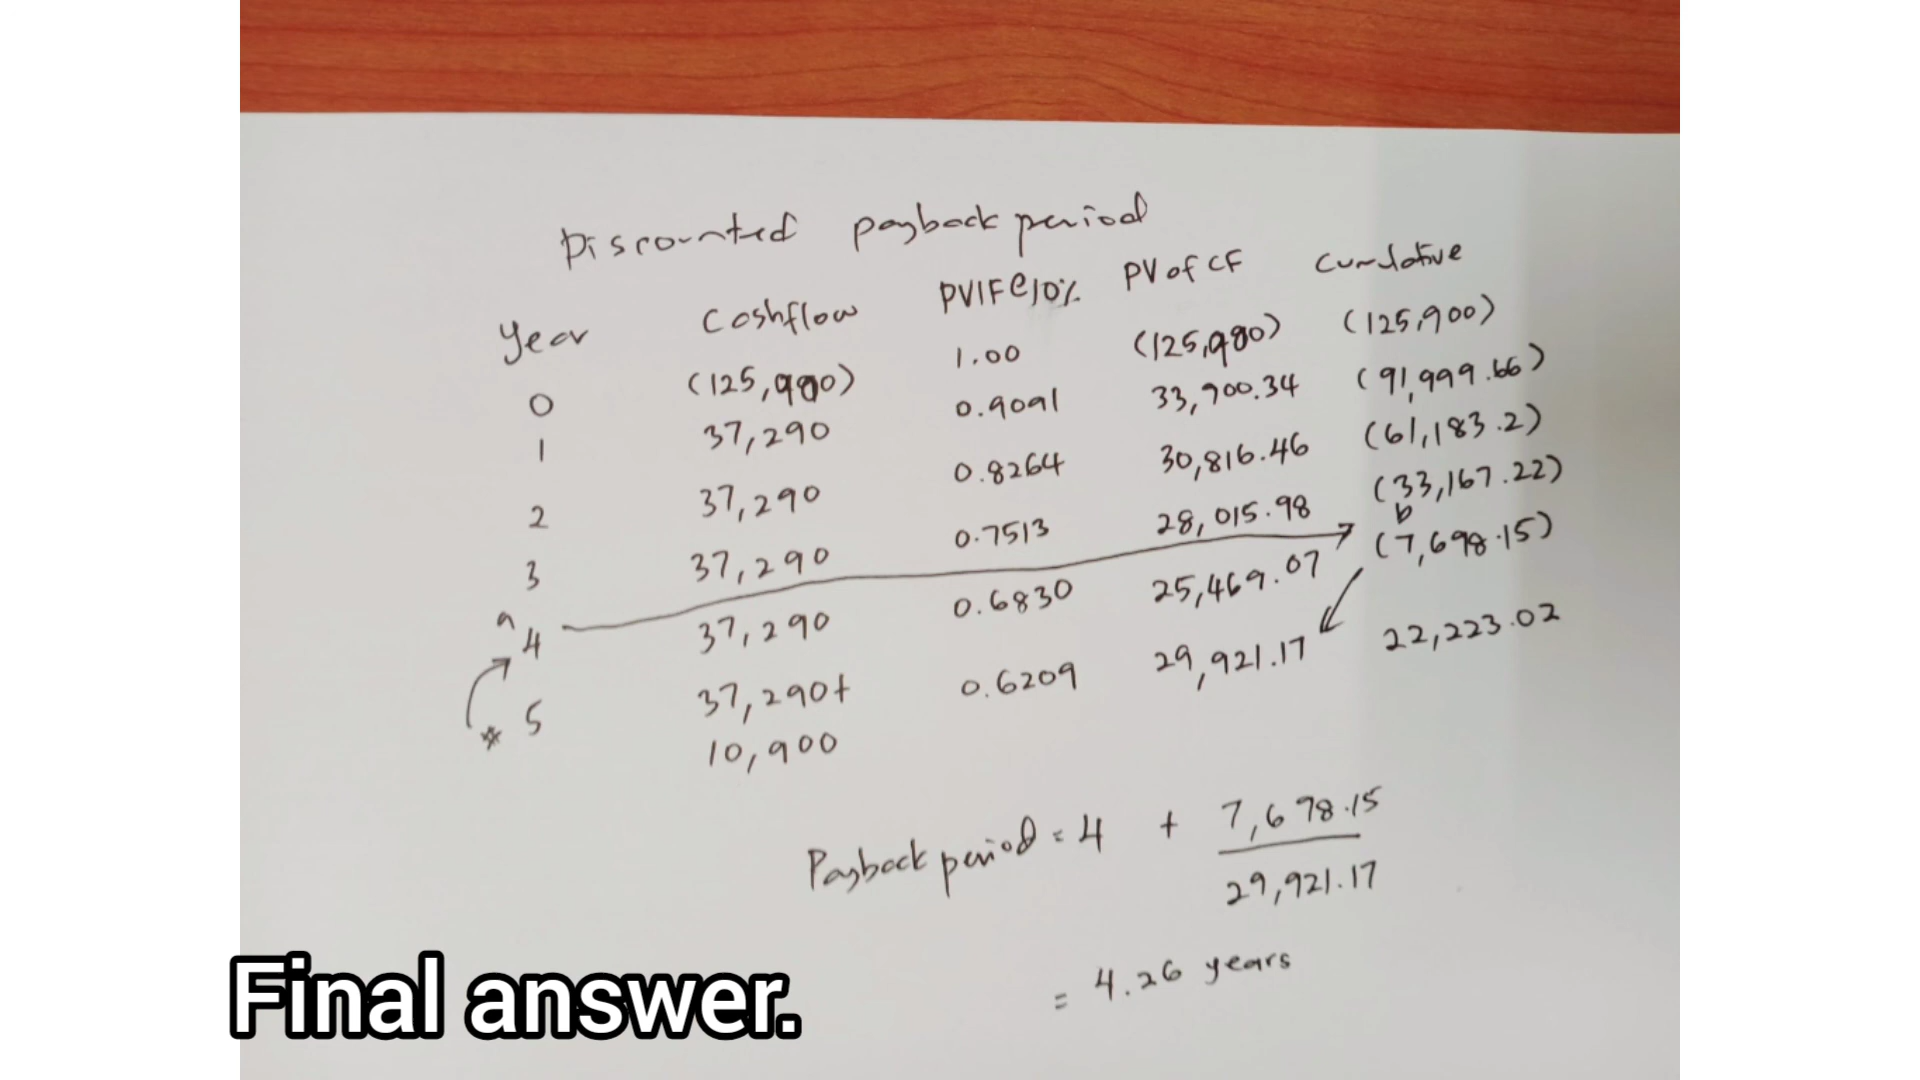 Discounted payback period
Year Cashflow PVIF@10% PV of CF Cumulative
0 (125,900) 1.00 (125,900) (125,900)
1 37,290 0.9091 33,900.34 (91,999.66)
2 37,290 0.8264 30,816.46 (61,183.2)
3 37,290 0.7513 28,015.98 (33,167.22)
a b
4 37,290 0.6830 25,469.07 (7,698.15)
* 5 37,290+ 0.6209 29,921.17 22,223.02
10,900
Payback period = 4 + 7,698.15
29,921.17
= 4.26 years
Final answer.